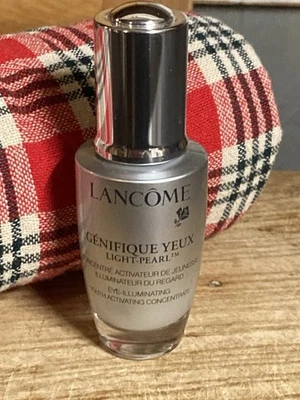 LANCÔME
GÉNIFIQUE YEUX
LIGHT-PEARL™
CONCENTRÉ ACTIVATEUR DE JEUNESSE
ILLUMINATEUR DU REGARD
EYE-ILLUMINATING
YOUTH ACTIVATING CONCENTRATE